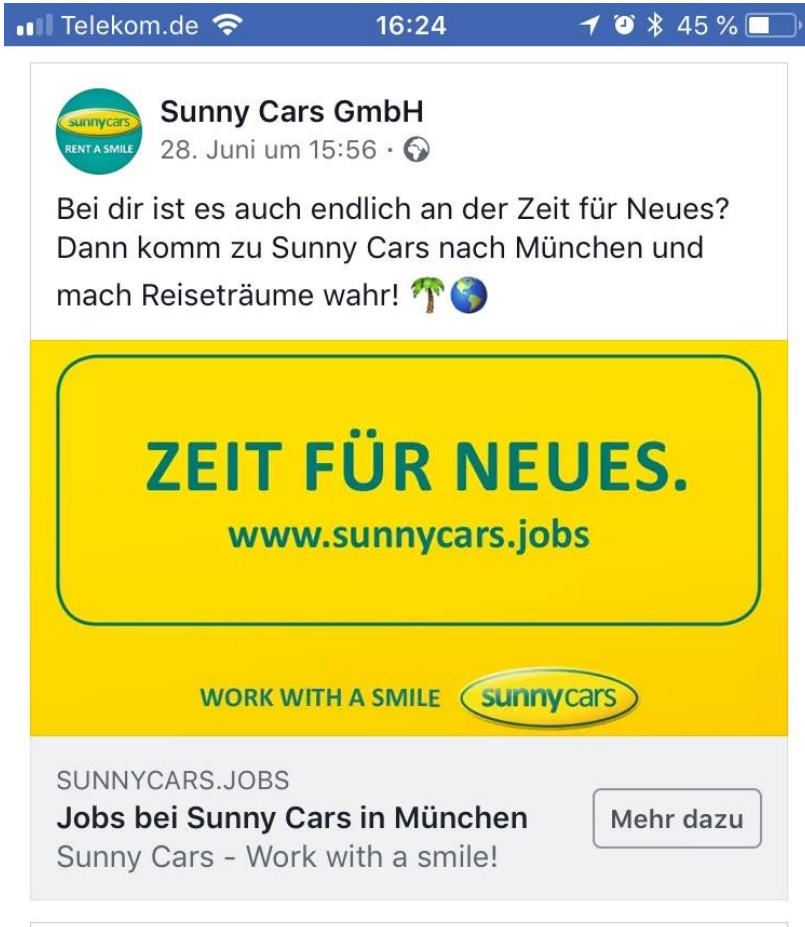 Telekom.de 16:24 45 %
sunnycars
RENT A SMILE
Sunny Cars GmbH
28. Juni um 15:56 ·
Bei dir ist es auch endlich an der Zeit für Neues?
Dann komm zu Sunny Cars nach München und
mach Reiseträume wahr! 🌴🌎
ZEIT FÜR NEUES.
www.sunnycars.jobs
WORK WITH A SMILE sunnycars
SUNNYCARS.JOBS
Jobs bei Sunny Cars in München
Mehr dazu
Sunny Cars - Work with a smile!